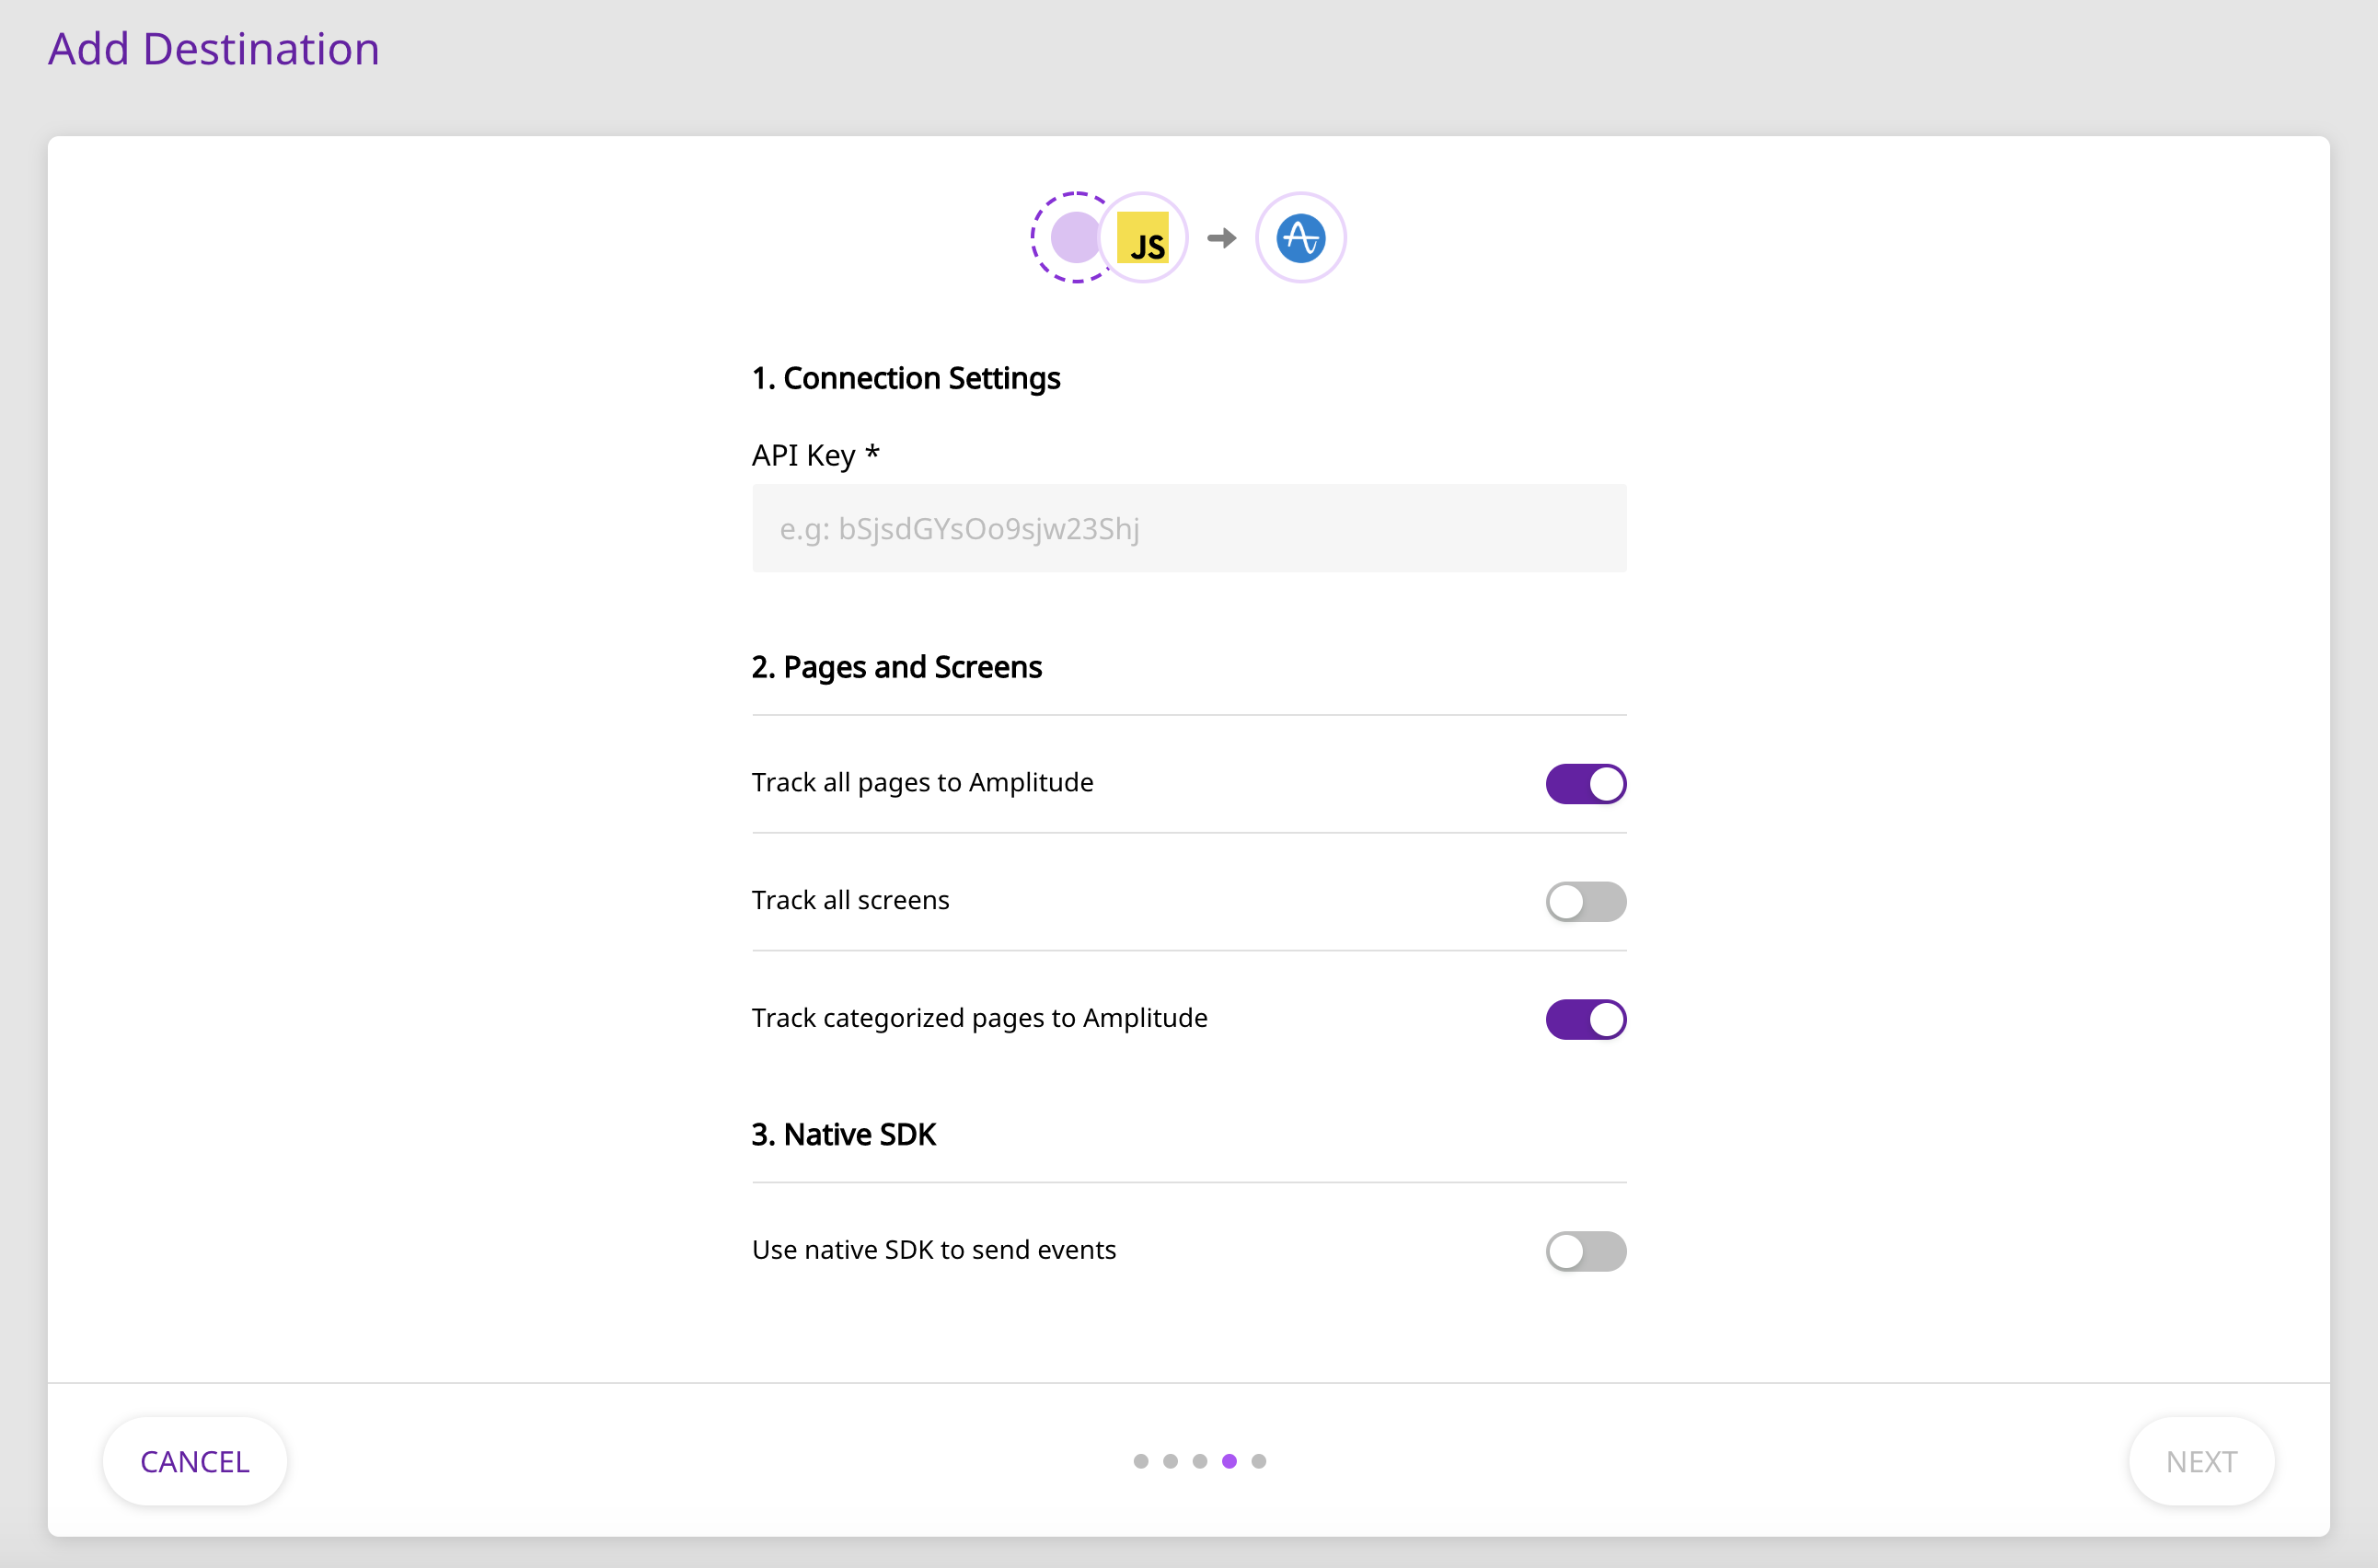 Add Destination
JS
1. Connection Settings
API Key *
e.g: bSjsdGYsOo9sjw23Shj
2. Pages and Screens
Track all pages to Amplitude
Track all screens
Track categorized pages to Amplitude
3. Native SDK
Use native SDK to send events
CANCEL
NEXT